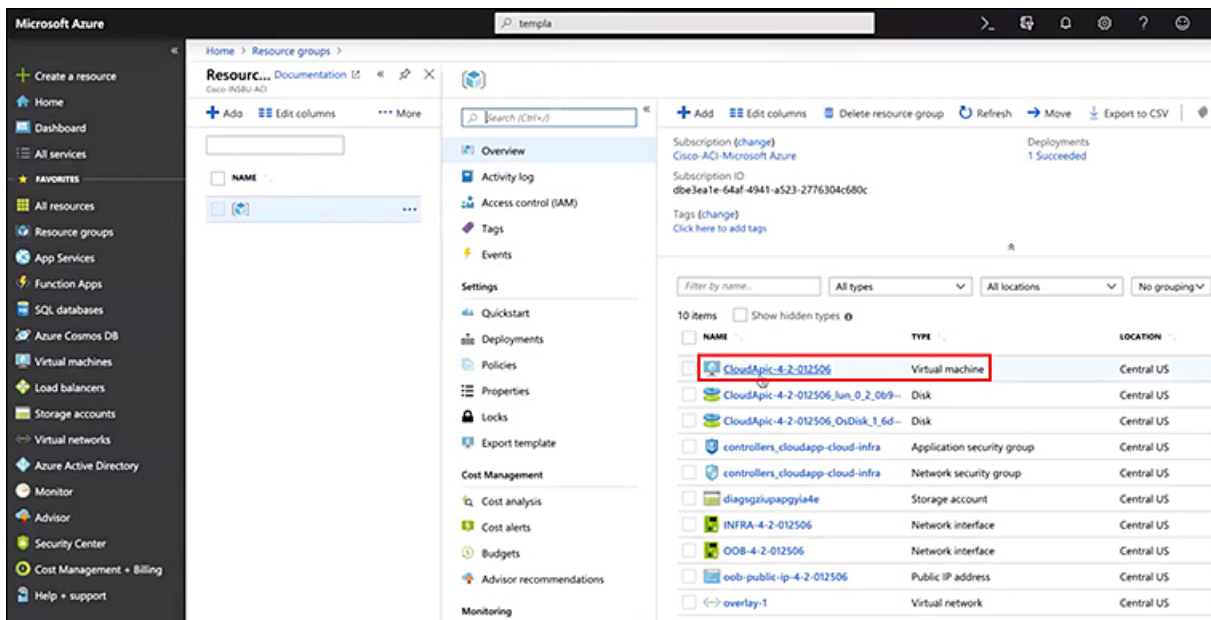 Microsoft Azure
templa
Home > Resource groups >
Create a resource
Home
Dashboard
All services
FAVORITES
All resources
Resource groups
App Services
Function Apps
SQL databases
Azure Cosmos DB
Virtual machines
Load balancers
Storage accounts
Virtual networks
Azure Active Directory
Monitor
Advisor
Security Center
Cost Management + Billing
Help + support
Resourc... Documentation
Cisco-INSBU-ACI
Add Edit columns ... More
NAME
...
Search (Ctrl+/)
Overview
Activity log
Access control (IAM)
Tags
Events
Settings
Quickstart
Deployments
Policies
Properties
Locks
Export template
Cost Management
Cost analysis
Cost alerts
Budgets
Advisor recommendations
Monitoring
Add Edit columns Delete resource group Refresh Move Export to CSV
Subscription (change)
Cisco-ACI-Microsoft Azure
Deployments
1 Succeeded
Subscription ID
dbe3ea1e-64af-4941-a523-2776304c680c
Tags (change)
Click here to add tags
Filter by name... All types All locations No grouping
10 items Show hidden types
NAME TYPE LOCATION
CloudApic-4-2-012506 Virtual machine Central US
CloudApic-4-2-012506_lun_0_2_0b9... Disk Central US
CloudApic-4-2-012506_OsDisk_1_6d... Disk Central US
controllers_cloudapp-cloud-infra Application security group Central US
controllers_cloudapp-cloud-infra Network security group Central US
diagsgziupapgyia4e Storage account Central US
INFRA-4-2-012506 Network interface Central US
OOB-4-2-012506 Network interface Central US
oob-public-ip-4-2-012506 Public IP address Central US
overlay-1 Virtual network Central US